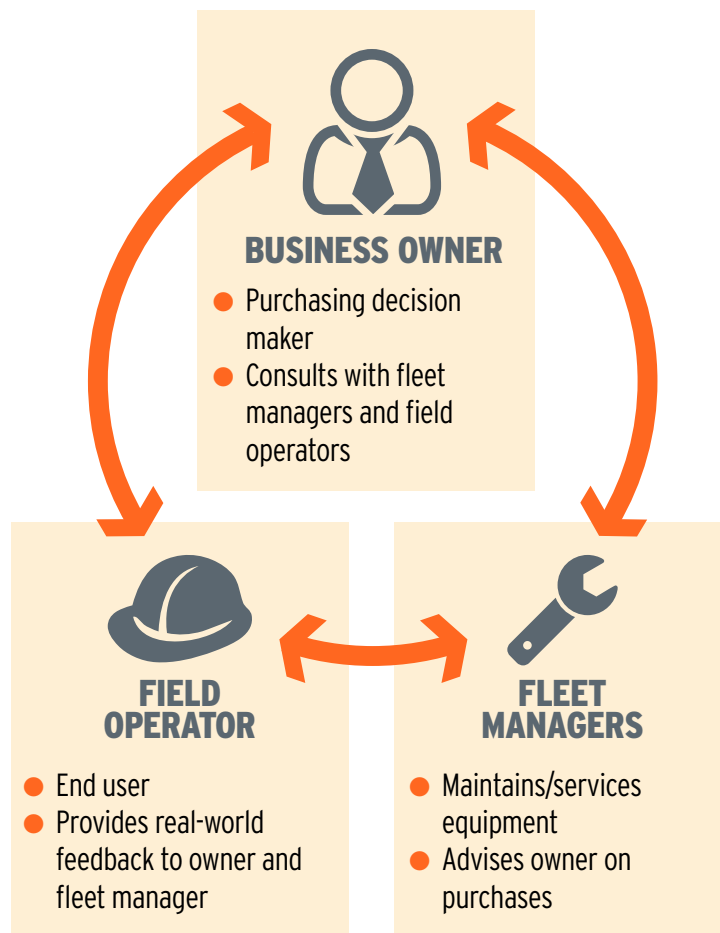 BUSINESS OWNER
Purchasing decision
maker
Consults with fleet
managers and field
operators
FIELD
OPERATOR
End user
Provides real-world
feedback to owner and
fleet manager
FLEET
MANAGERS
Maintains/services
equipment
Advises owner on
purchases